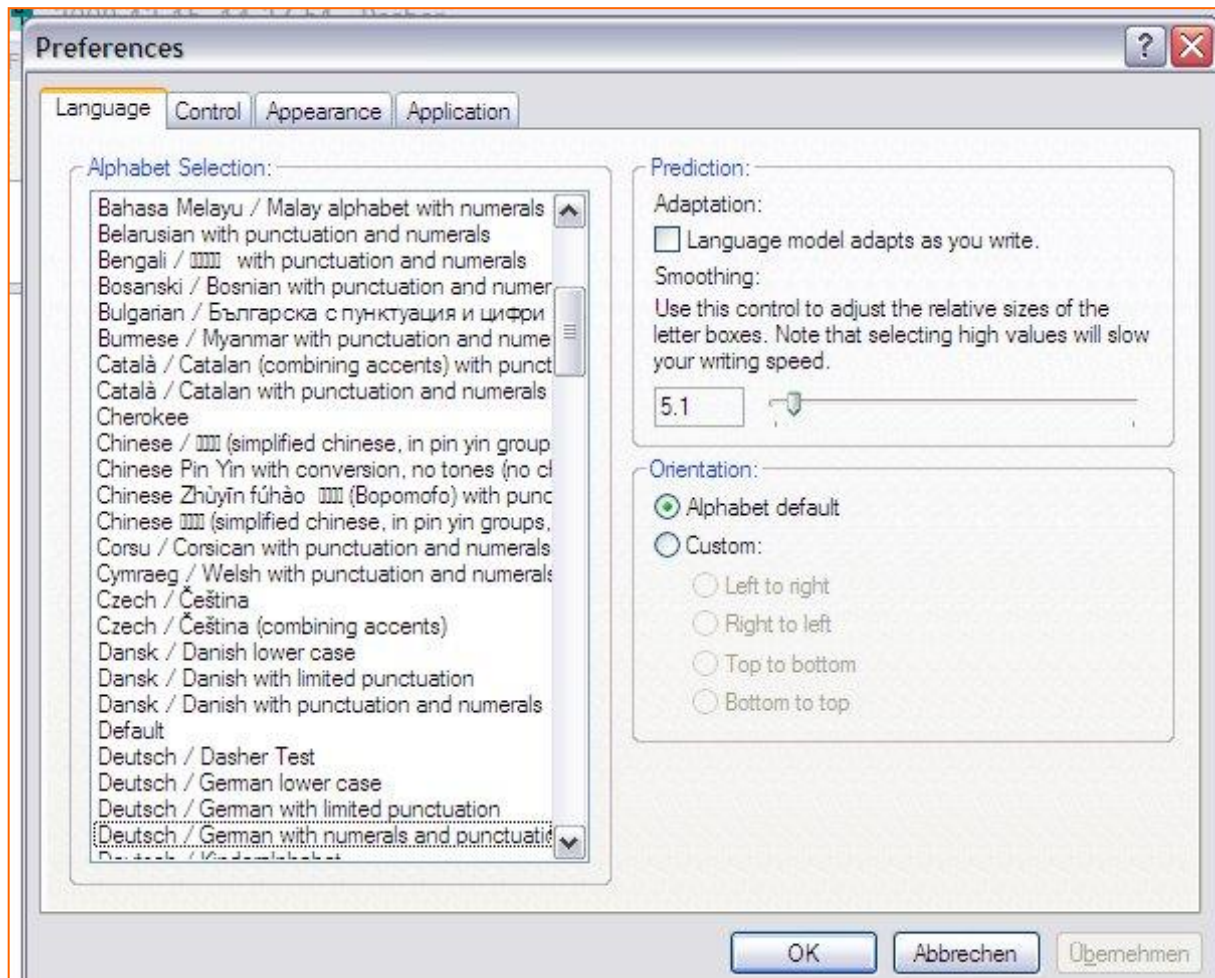 Preferences
Language Control Appearance Application
Alphabet Selection:
Bahasa Melayu / Malay alphabet with numerals
Belarusian with punctuation and numerals
Bengali / with punctuation and numerals
Bosanski / Bosnian with punctuation and numer
Bulgarian / Българска с пунктуация и цифри
Burmese / Myanmar with punctuation and nume
Català / Catalan (combining accents) with punct
Català / Catalan with punctuation and numerals
Cherokee
Chinese / (simplified chinese, in pin yin group
Chinese Pin Yin with conversion, no tones (no cl
Chinese Zhùyīn fúhào (Bopomofo) with punc
Chinese (simplified chinese, in pin yin groups,
Corsu / Corsican with punctuation and numerals
Cymraeg / Welsh with punctuation and numerals
Czech / Čeština
Czech / Čeština (combining accents)
Dansk / Danish lower case
Dansk / Danish with limited punctuation
Dansk / Danish with punctuation and numerals
Default
Deutsch / Dasher Test
Deutsch / German lower case
Deutsch / German with limited punctuation
Deutsch / German with numerals and punctuati
Prediction:
Adaptation:
Language model adapts as you write.
Smoothing:
Use this control to adjust the relative sizes of the
letter boxes. Note that selecting high values will slow
your writing speed.
5.1
Orientation:
Alphabet default
Custom:
Left to right
Right to left
Top to bottom
Bottom to top
OK Abbrechen Übernehmen